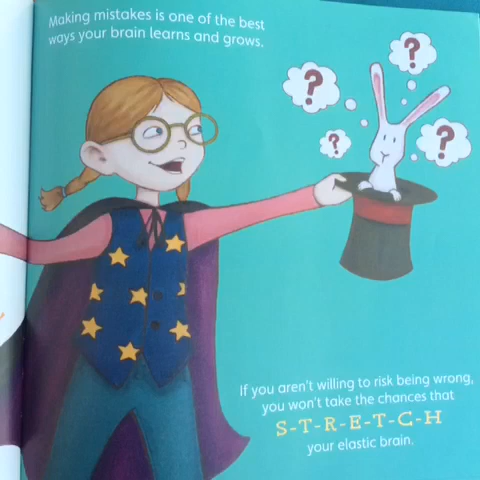 Making mistakes is one of the best
ways your brain learns and grows.
?
?
?
?
If you aren't willing to risk being wrong,
you won't take the chances that
S-T-R-E-T-C-H
your elastic brain.